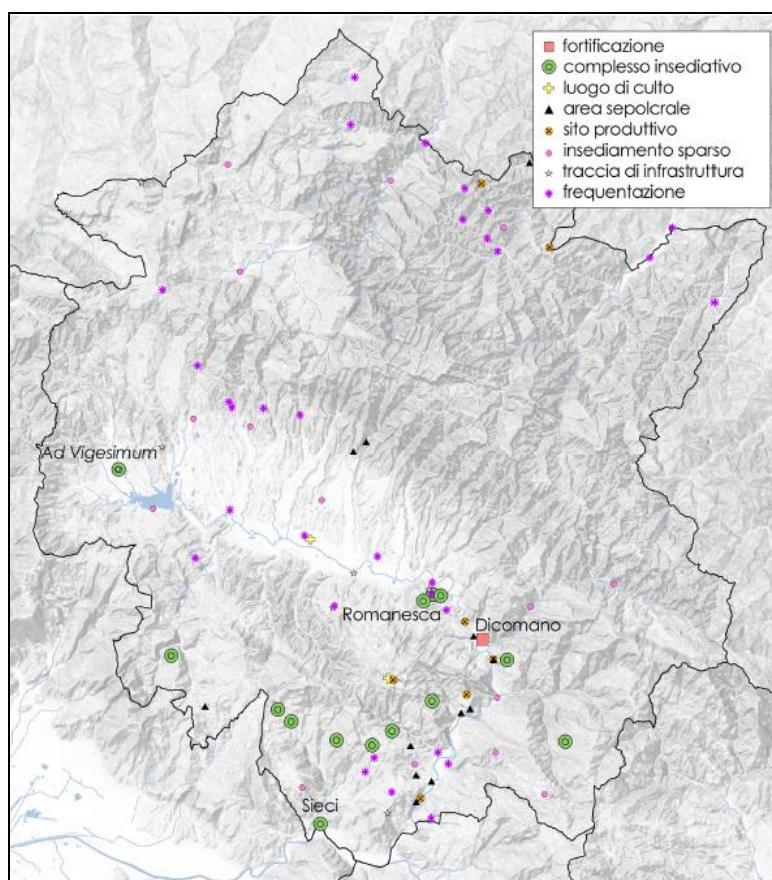 fortificazione
complesso insediativo
luogo di culto
area sepolcrale
sito produttivo
insediamento sparso
traccia di infrastruttura
frequentazione
Ad Vigesimum
Romanesca
Dicomano
Sieci